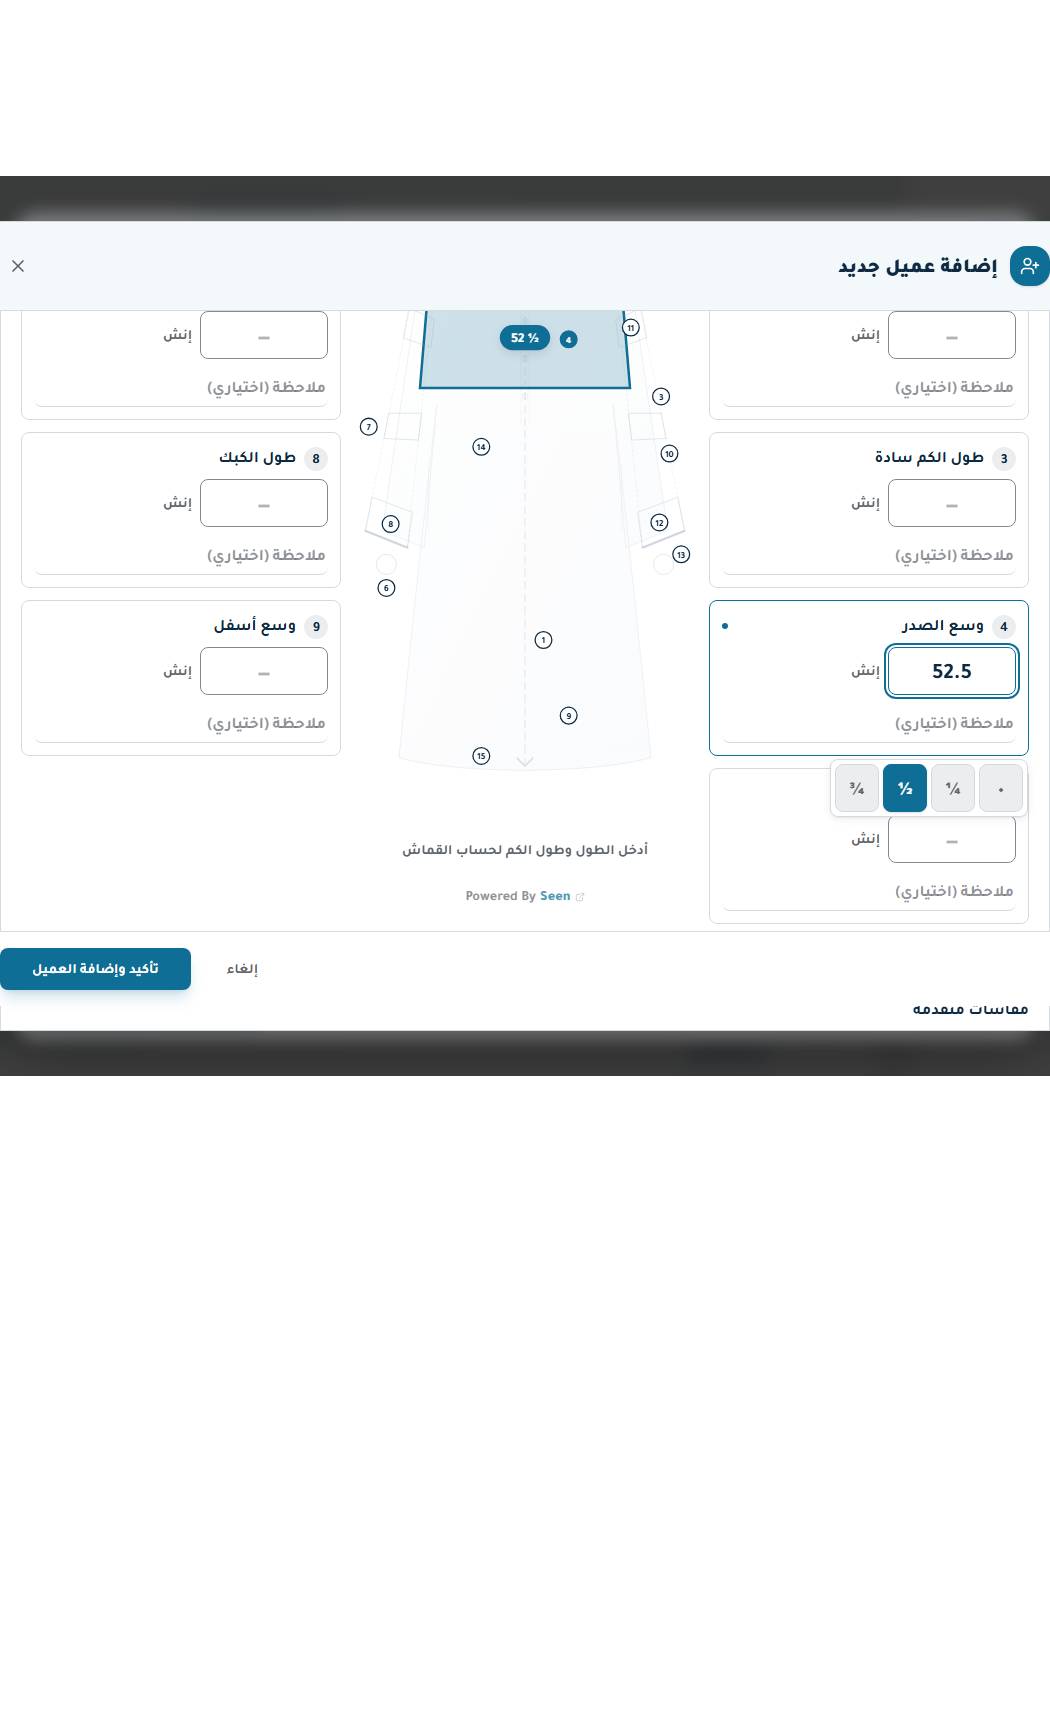 إضافة عميل جديد
–
إنش
ملاحظة (اختياري)
3 طول الكم سادة
–
إنش
ملاحظة (اختياري)
4 وسع الصدر
52.5
إنش
ملاحظة (اختياري)
٠ ¼ ½ ¾
–
إنش
ملاحظة (اختياري)
52 ½
4
11
3
7
14
10
8
12
13
6
1
9
15
أدخل الطول وطول الكم لحساب القماش
Powered By Seen
–
إنش
ملاحظة (اختياري)
8 طول الكبك
–
إنش
ملاحظة (اختياري)
9 وسع أسفل
–
إنش
ملاحظة (اختياري)
إلغاء
تأكيد وإضافة العميل
مقاسات متقدمة